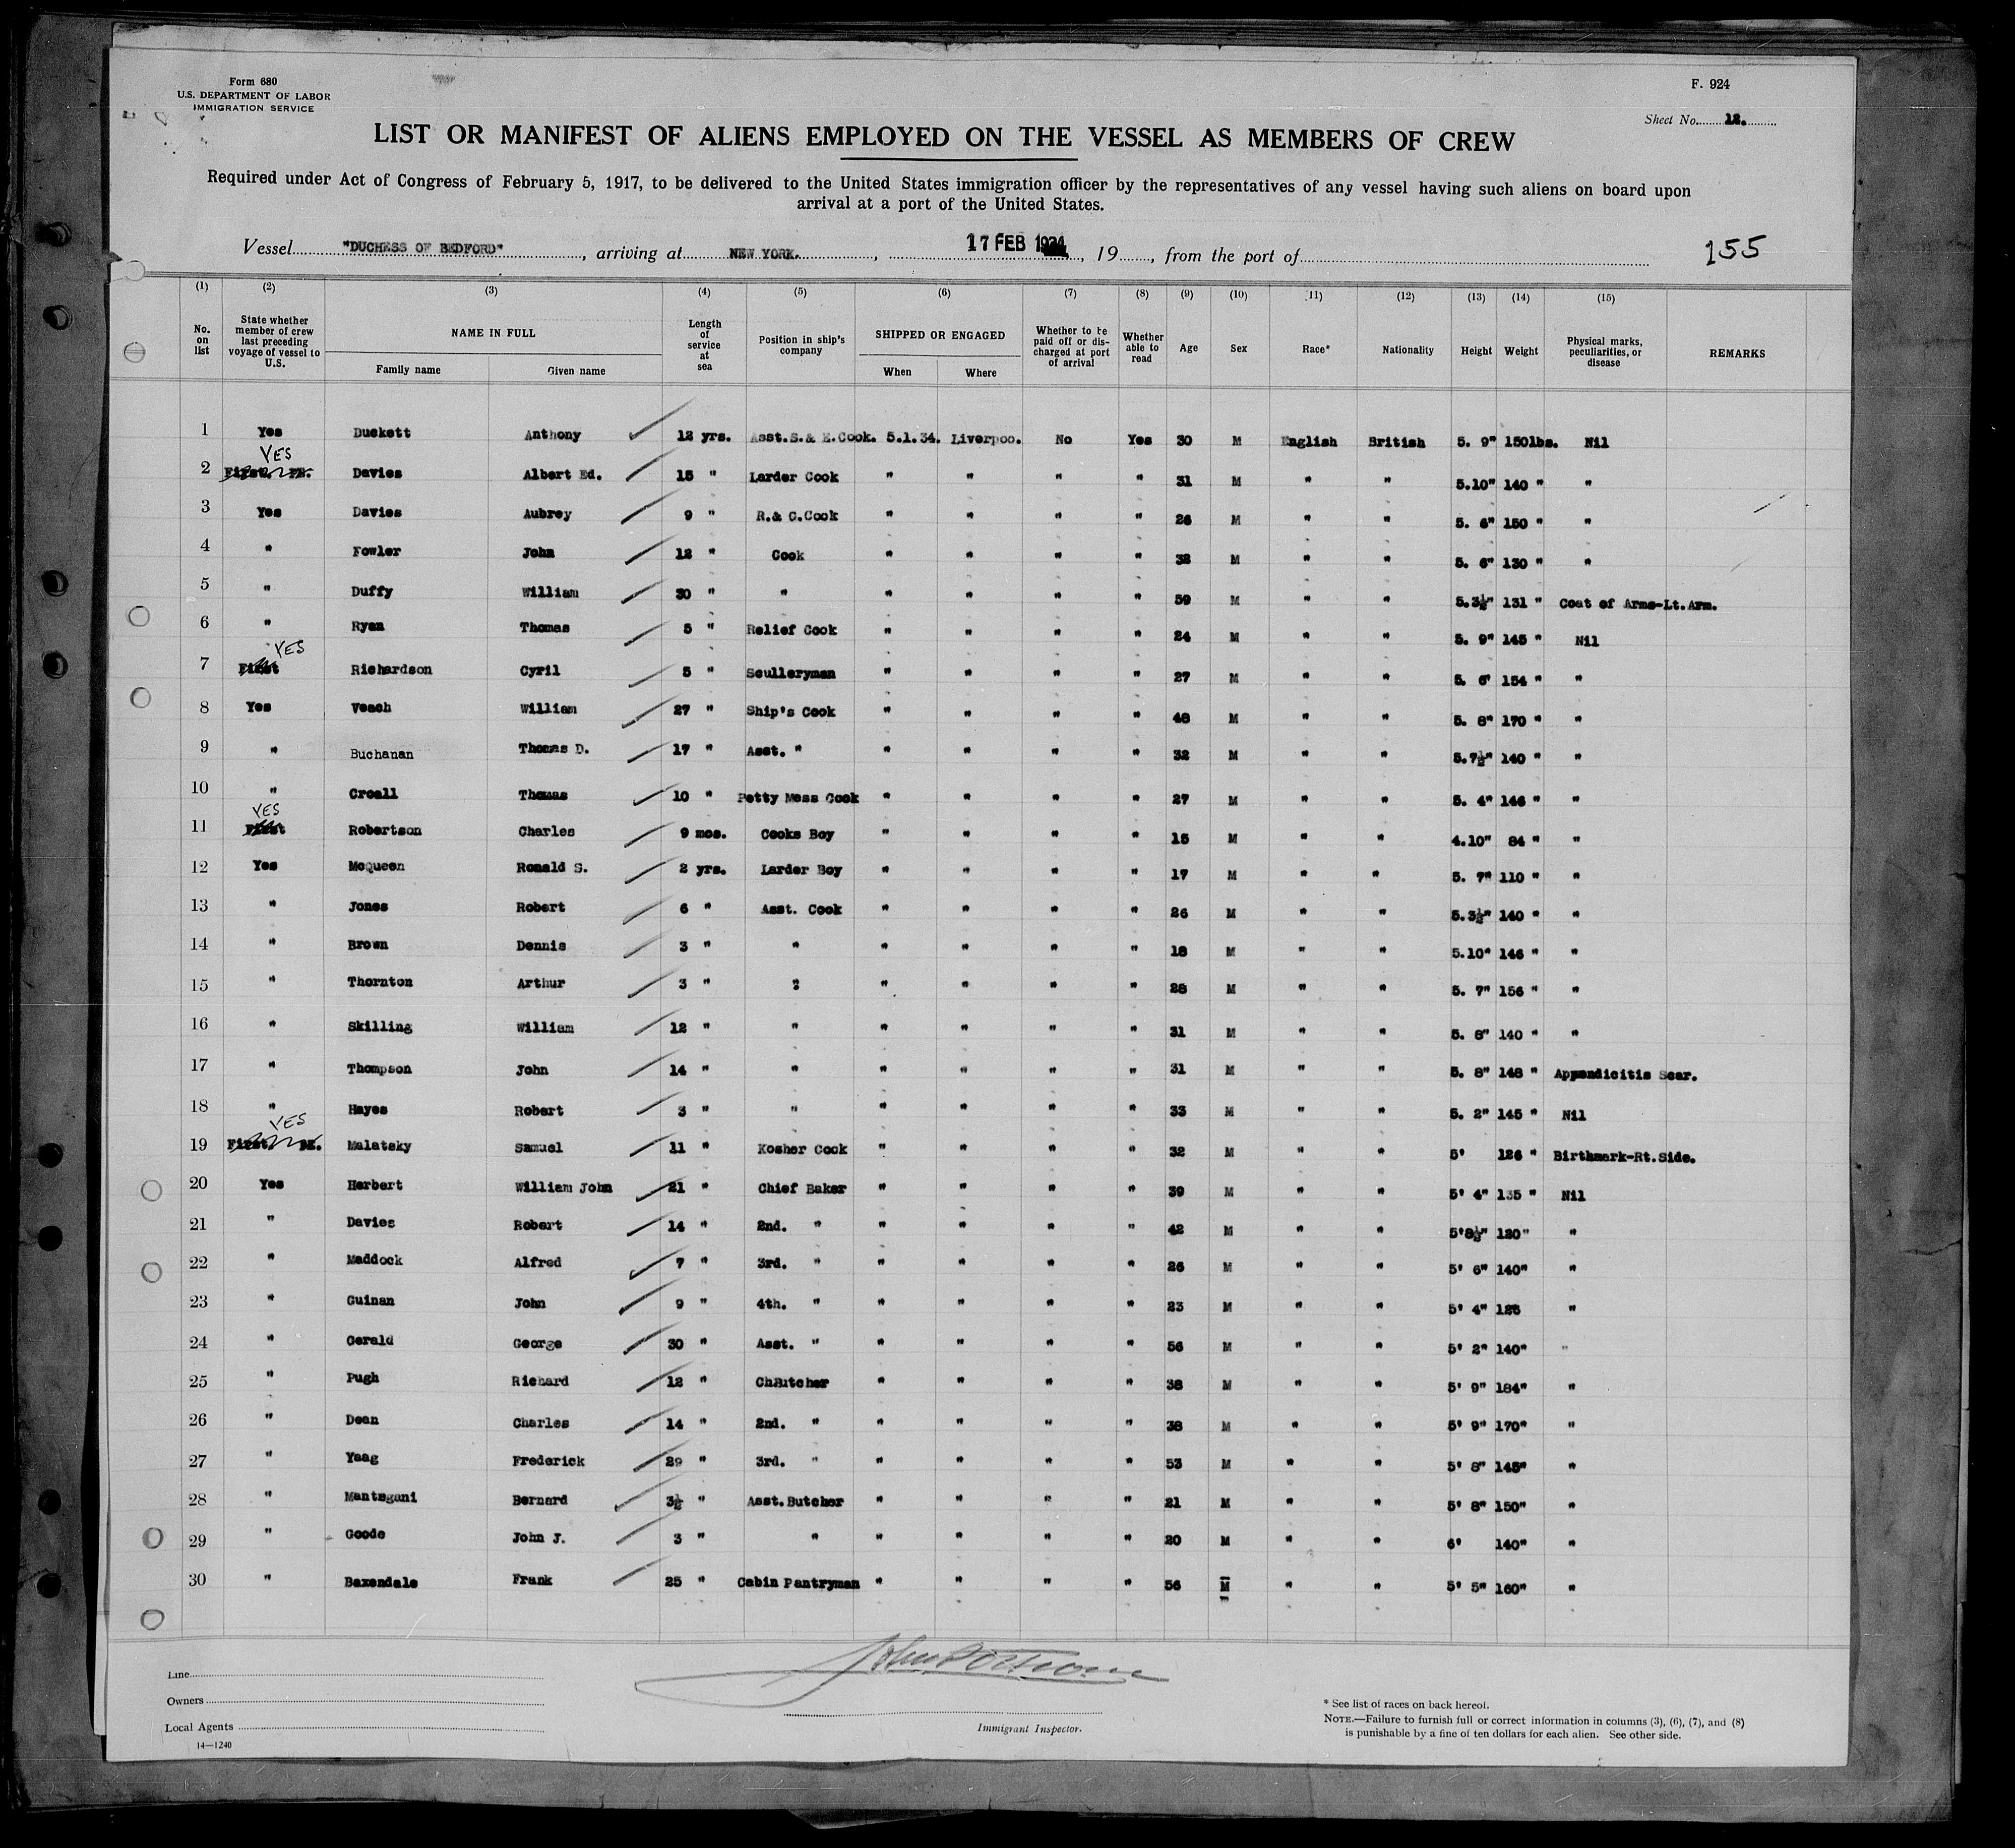 Form 680
U.S. DEPARTMENT OF LABOR
IMMIGRATION SERVICE
F. 924
Sheet No. 12.
LIST OR MANIFEST OF ALIENS EMPLOYED ON THE VESSEL AS MEMBERS OF CREW
Required under Act of Congress of February 5, 1917, to be delivered to the United States immigration officer by the representatives of any vessel having such aliens on board upon
arrival at a port of the United States.
Vessel "DUCHESS OF BEDFORD", arriving at NEW YORK., 17 FEB 1934, 19, from the port of 155
(1) (2) (3) (4) (5) (6) (7) (8) (9) (10) (11) (12) (13) (14) (15)
No. on list State whether member of crew last preceding voyage of vessel to U.S. NAME IN FULL Length of service at sea Position in ship's company SHIPPED OR ENGAGED Whether to be paid off or discharged at port of arrival Whether able to read Age Sex Race* Nationality Height Weight Physical marks, peculiarities, or disease REMARKS
Family name Given name When Where
1 Yes Duckett Anthony 12 yrs. Asst.S.& E.Cook. 5.1.34. Liverpoo. No Yes 30 M English British 5. 9" 150lbs. Nil
YES
2 First Davies Albert Ed. 15 " Larder Cook " " " " 31 M " " 5.10" 140 " "
3 Yes Davies Aubrey 9 " R.& C.Cook " " " " 26 M " " 5. 6" 150 " "
4 " Fowler John 12 " Cook " " " " 32 M " " 5. 6" 130 " "
5 " Duffy William 30 " " " " " " 59 M " " 5.3½" 131 " Coat of Arms-Lt.Arm.
6 " Ryan Thomas 5 " Relief Cook " " " " 24 M " " 5. 9" 145 " Nil
YES
7 First Richardson Cyril 5 " Sculleryman " " " " 27 M " " 5. 6' 154 " "
8 Yes Veach William 27 " Ship's Cook " " " " 48 M " " 5. 8" 170 " "
9 " Buchanan Thomas D. 17 " Asst. " " " " " 32 M " " 5.7½" 140 " "
10 " Croall Thomas 10 " Petty Mess Cook " " " " 27 M " " 5. 4" 146 " "
YES
11 First Robertson Charles 9 mos. Cooks Boy " " " " 15 M " " 4.10" 84 " "
12 Yes McQueen Ronald S. 2 yrs. Larder Boy " " " " 17 M " " 5. 7" 110 " "
13 " Jones Robert 6 " Asst. Cook " " " " 26 M " " 5.3½" 140 " "
14 " Brown Dennis 3 " " " " " " 18 M " " 5.10" 146 " "
15 " Thornton Arthur 3 " " " " " " 28 M " " 5. 7" 156 " "
16 " Skilling William 12 " " " " " " 31 M " " 5. 8" 140 " "
17 " Thompson John 14 " " " " " " 31 M " " 5. 8" 148 " Appendicitis Scar.
18 " Hayes Robert 3 " " " " " " 33 M " " 5. 2" 145 " Nil
YES
19 First Malatsky Samuel 11 " Kosher Cook " " " " 32 M " " 5' 126 " Birthmark-Rt.Side.
20 Yes Herbert William John 21 " Chief Baker " " " " 39 M " " 5' 4" 135 " Nil
21 " Davies Robert 14 " 2nd. " " " " " 42 M " " 5'8½" 120" "
22 " Maddock Alfred 7 " 3rd. " " " " " 26 M " " 5' 6" 140" "
23 " Guinan John 9 " 4th. " " " " " 23 M " " 5' 4" "
24 " Gerald George 30 " Asst. " " " " " 56 M " " 5' 2" 140" "
25 " Pugh Richard 12 " ChButcher " " " " 38 M " " 5' 9" 184" "
26 " Dean Charles 14 " 2nd. " " " " " 38 M " " 5' 9" 170" "
27 " Yaag Frederick 29 " 3rd. " " " " " 53 M " " 5' 8" 145" "
28 " Mantegani Bernard 3½ " Asst.Butcher " " " " 21 M " " 5' 8" 150" "
29 " Goode John J. 3 " " " " " " 20 M " " 6' 140" "
30 " Baxendale Frank 25 " Cabin Pantryman " " " " 56 M " " 5' 5" 160" "
Line
Owners
Local Agents
14—1240
Immigrant Inspector.
* See list of races on back hereof.
NOTE.—Failure to furnish full or correct information in columns (3), (6), (7), and (8)
is punishable by a fine of ten dollars for each alien. See other side.